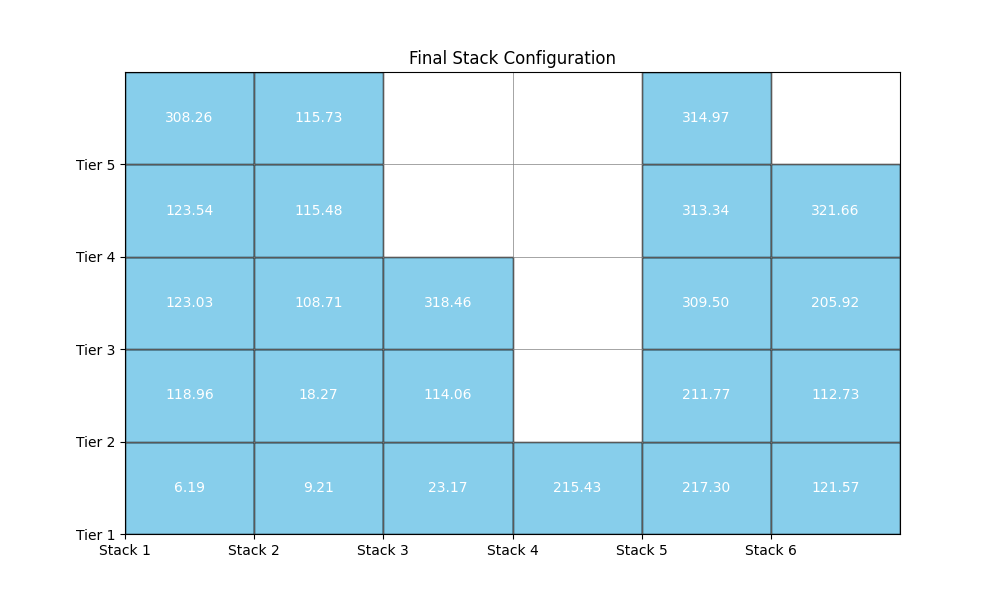 Final Stack Configuration
308.26 115.73 314.97
Tier 5
123.54 115.48 313.34 321.66
Tier 4
123.03 108.71 318.46 309.50 205.92
Tier 3
118.96 18.27 114.06 211.77 112.73
Tier 2
6.19 9.21 23.17 215.43 217.30 121.57
Tier 1
Stack 1 Stack 2 Stack 3 Stack 4 Stack 5 Stack 6